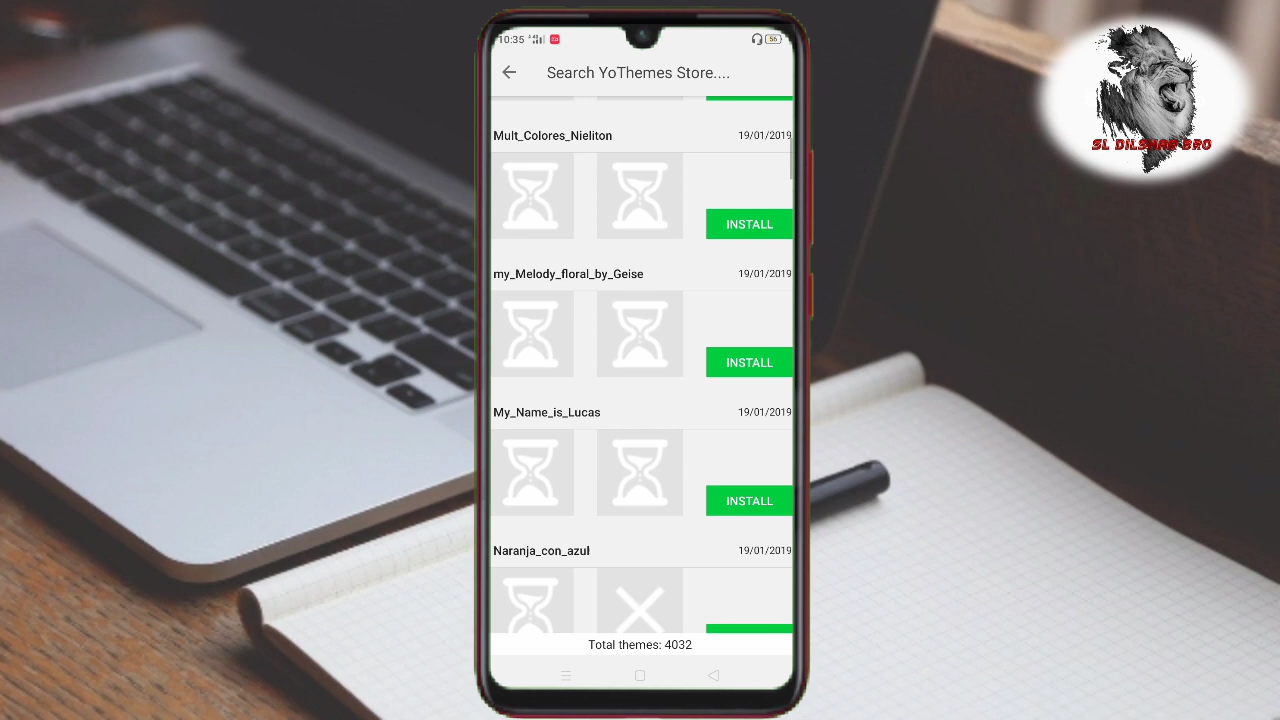 10:35
56
Search YoThemes Store....
Mult_Colores_Nieliton 19/01/2019
INSTALL
my_Melody_floral_by_Geise 19/01/2019
INSTALL
My_Name_is_Lucas 19/01/2019
INSTALL
Naranja_con_azul 19/01/2019
Total themes: 4032
SL DILSHAN BRO